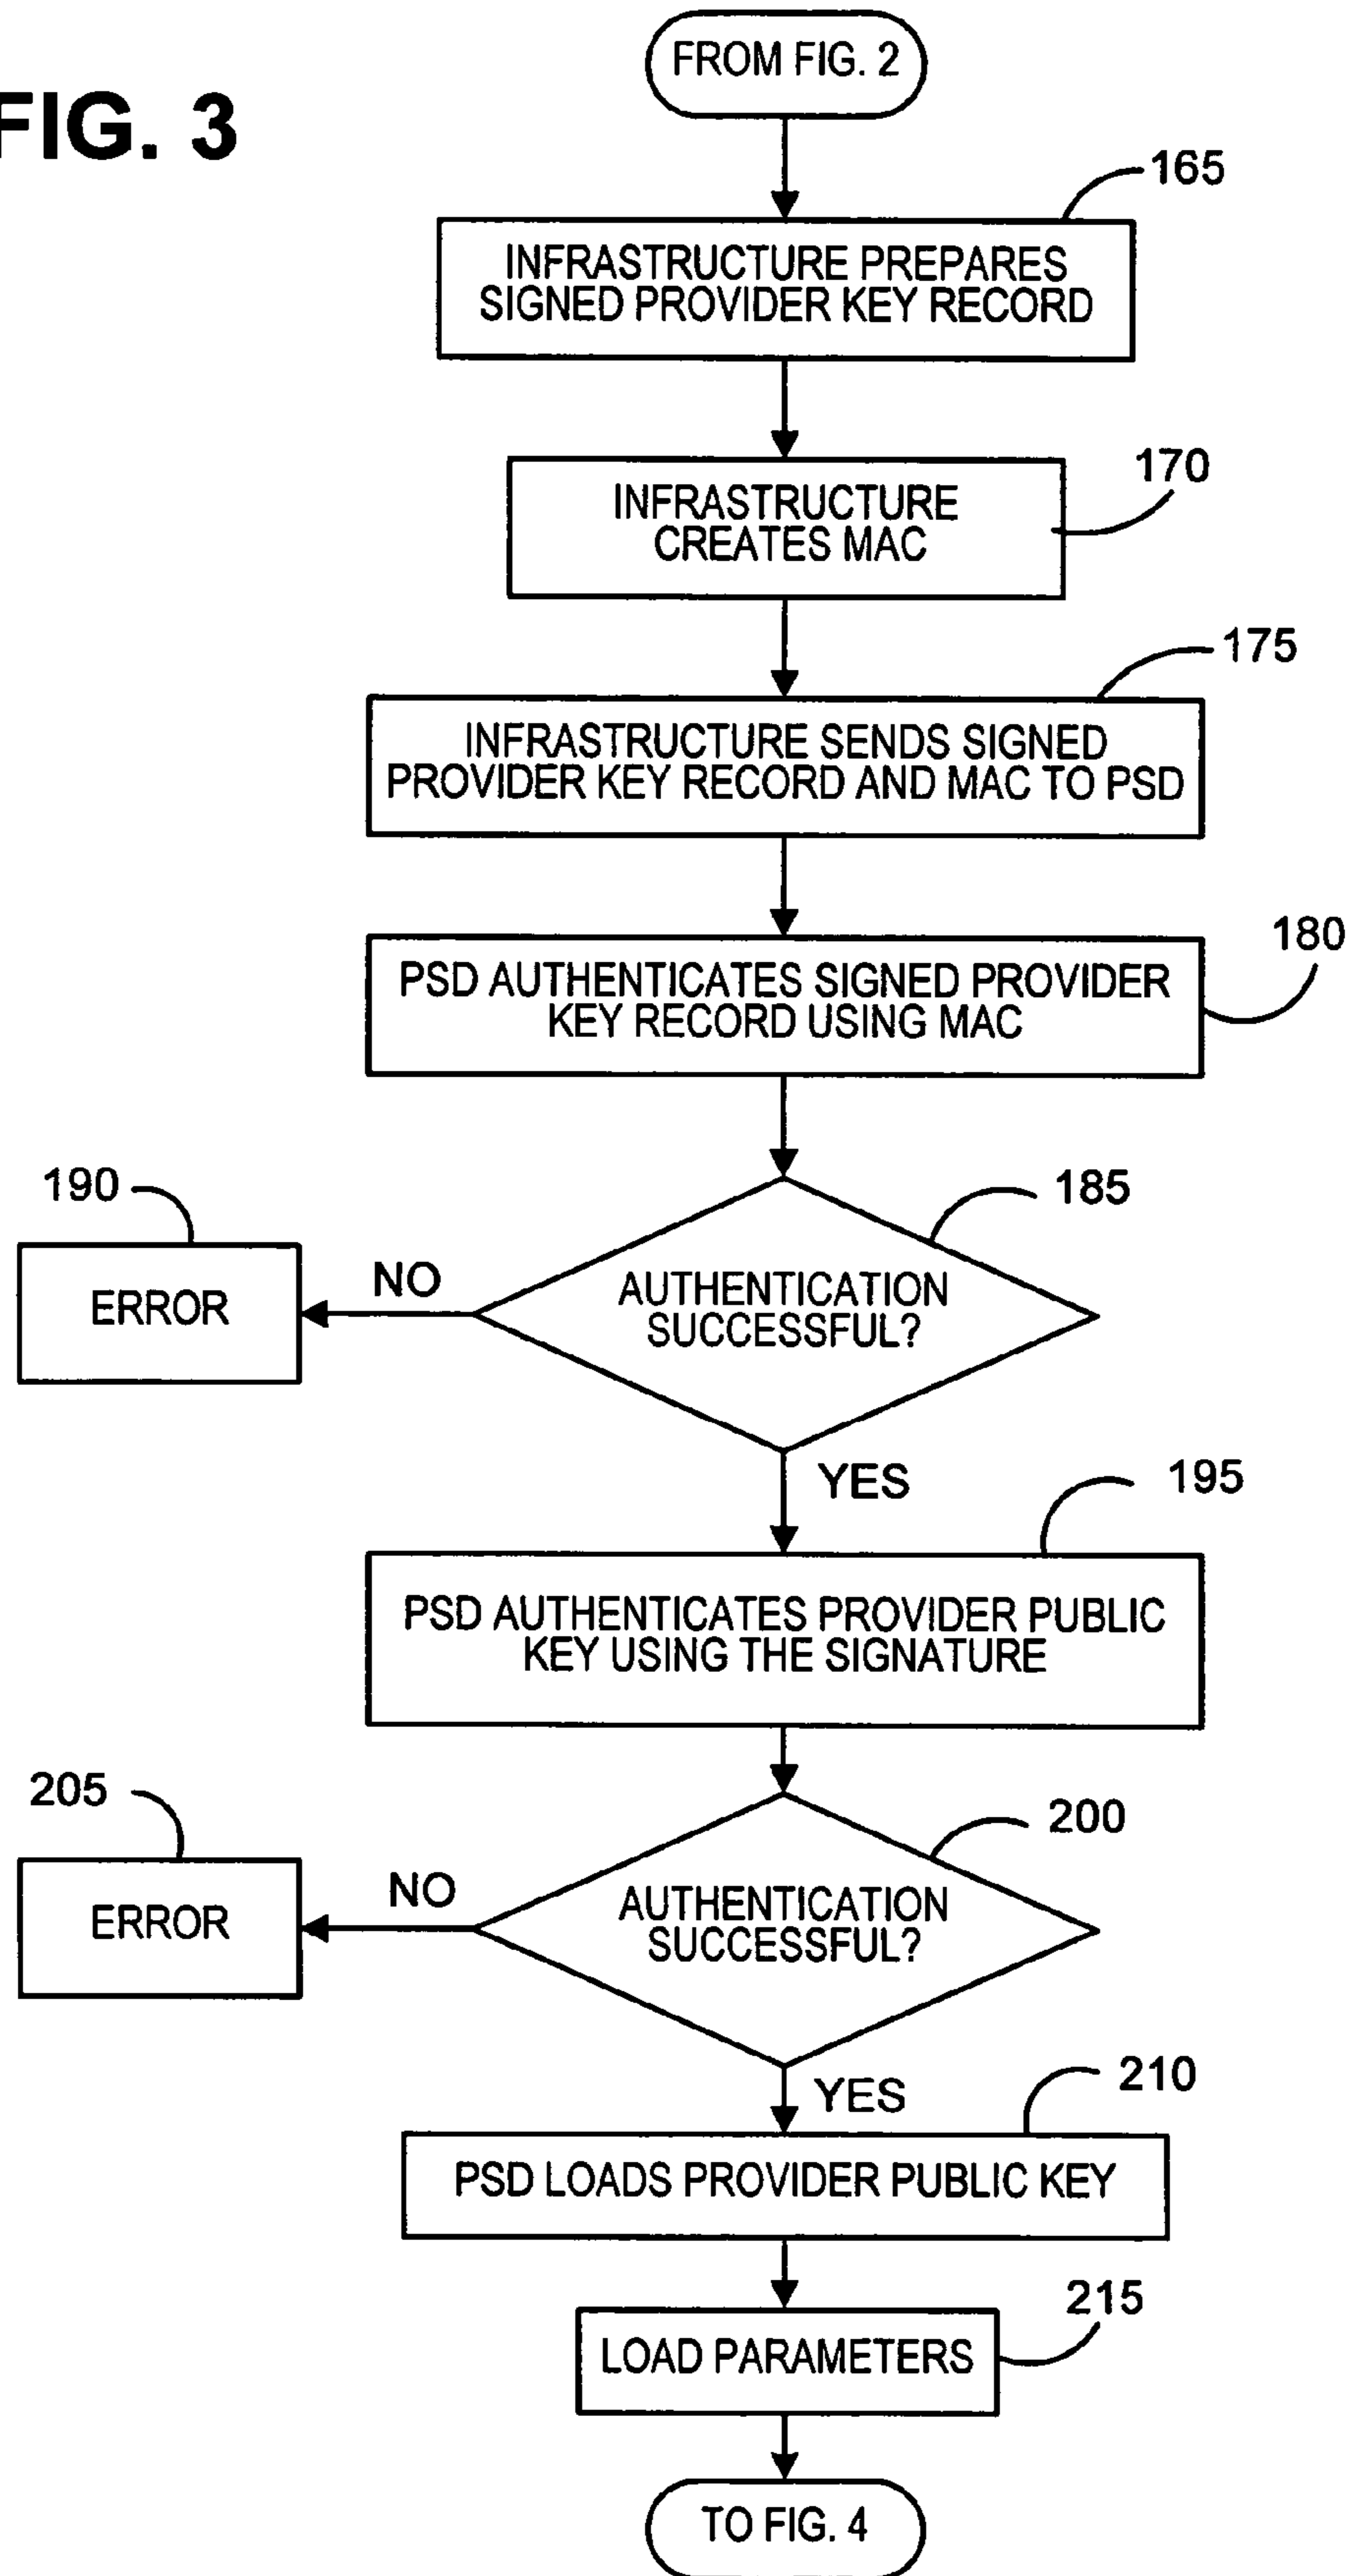 FIG. 3
FROM FIG. 2
165
INFRASTRUCTURE PREPARES
SIGNED PROVIDER KEY RECORD
170
INFRASTRUCTURE
CREATES MAC
175
INFRASTRUCTURE SENDS SIGNED
PROVIDER KEY RECORD AND MAC TO PSD
180
PSD AUTHENTICATES SIGNED PROVIDER
KEY RECORD USING MAC
190
185
ERROR
NO
AUTHENTICATION
SUCCESSFUL?
YES
195
PSD AUTHENTICATES PROVIDER PUBLIC
KEY USING THE SIGNATURE
205
200
ERROR
NO
AUTHENTICATION
SUCCESSFUL?
YES
210
PSD LOADS PROVIDER PUBLIC KEY
215
LOAD PARAMETERS
TO FIG. 4